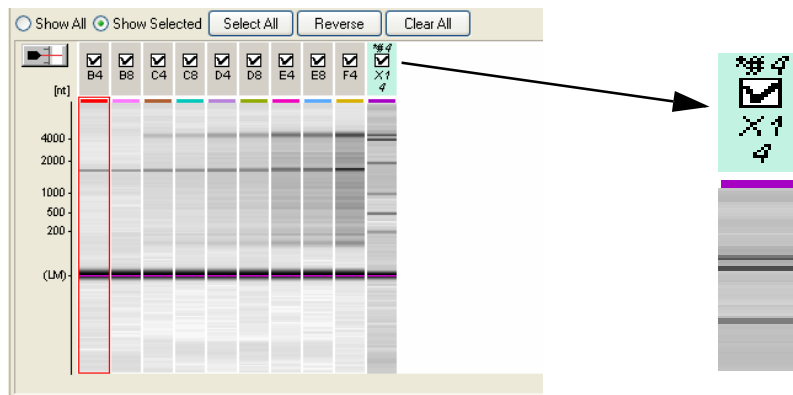 Show All Show Selected Select All Reverse Clear All
*#4
B4 B8 C4 C8 D4 D8 E4 E8 F4 X1
4
[nt]
4000
2000
1000
500
200
(LM)
*#4
X1
4